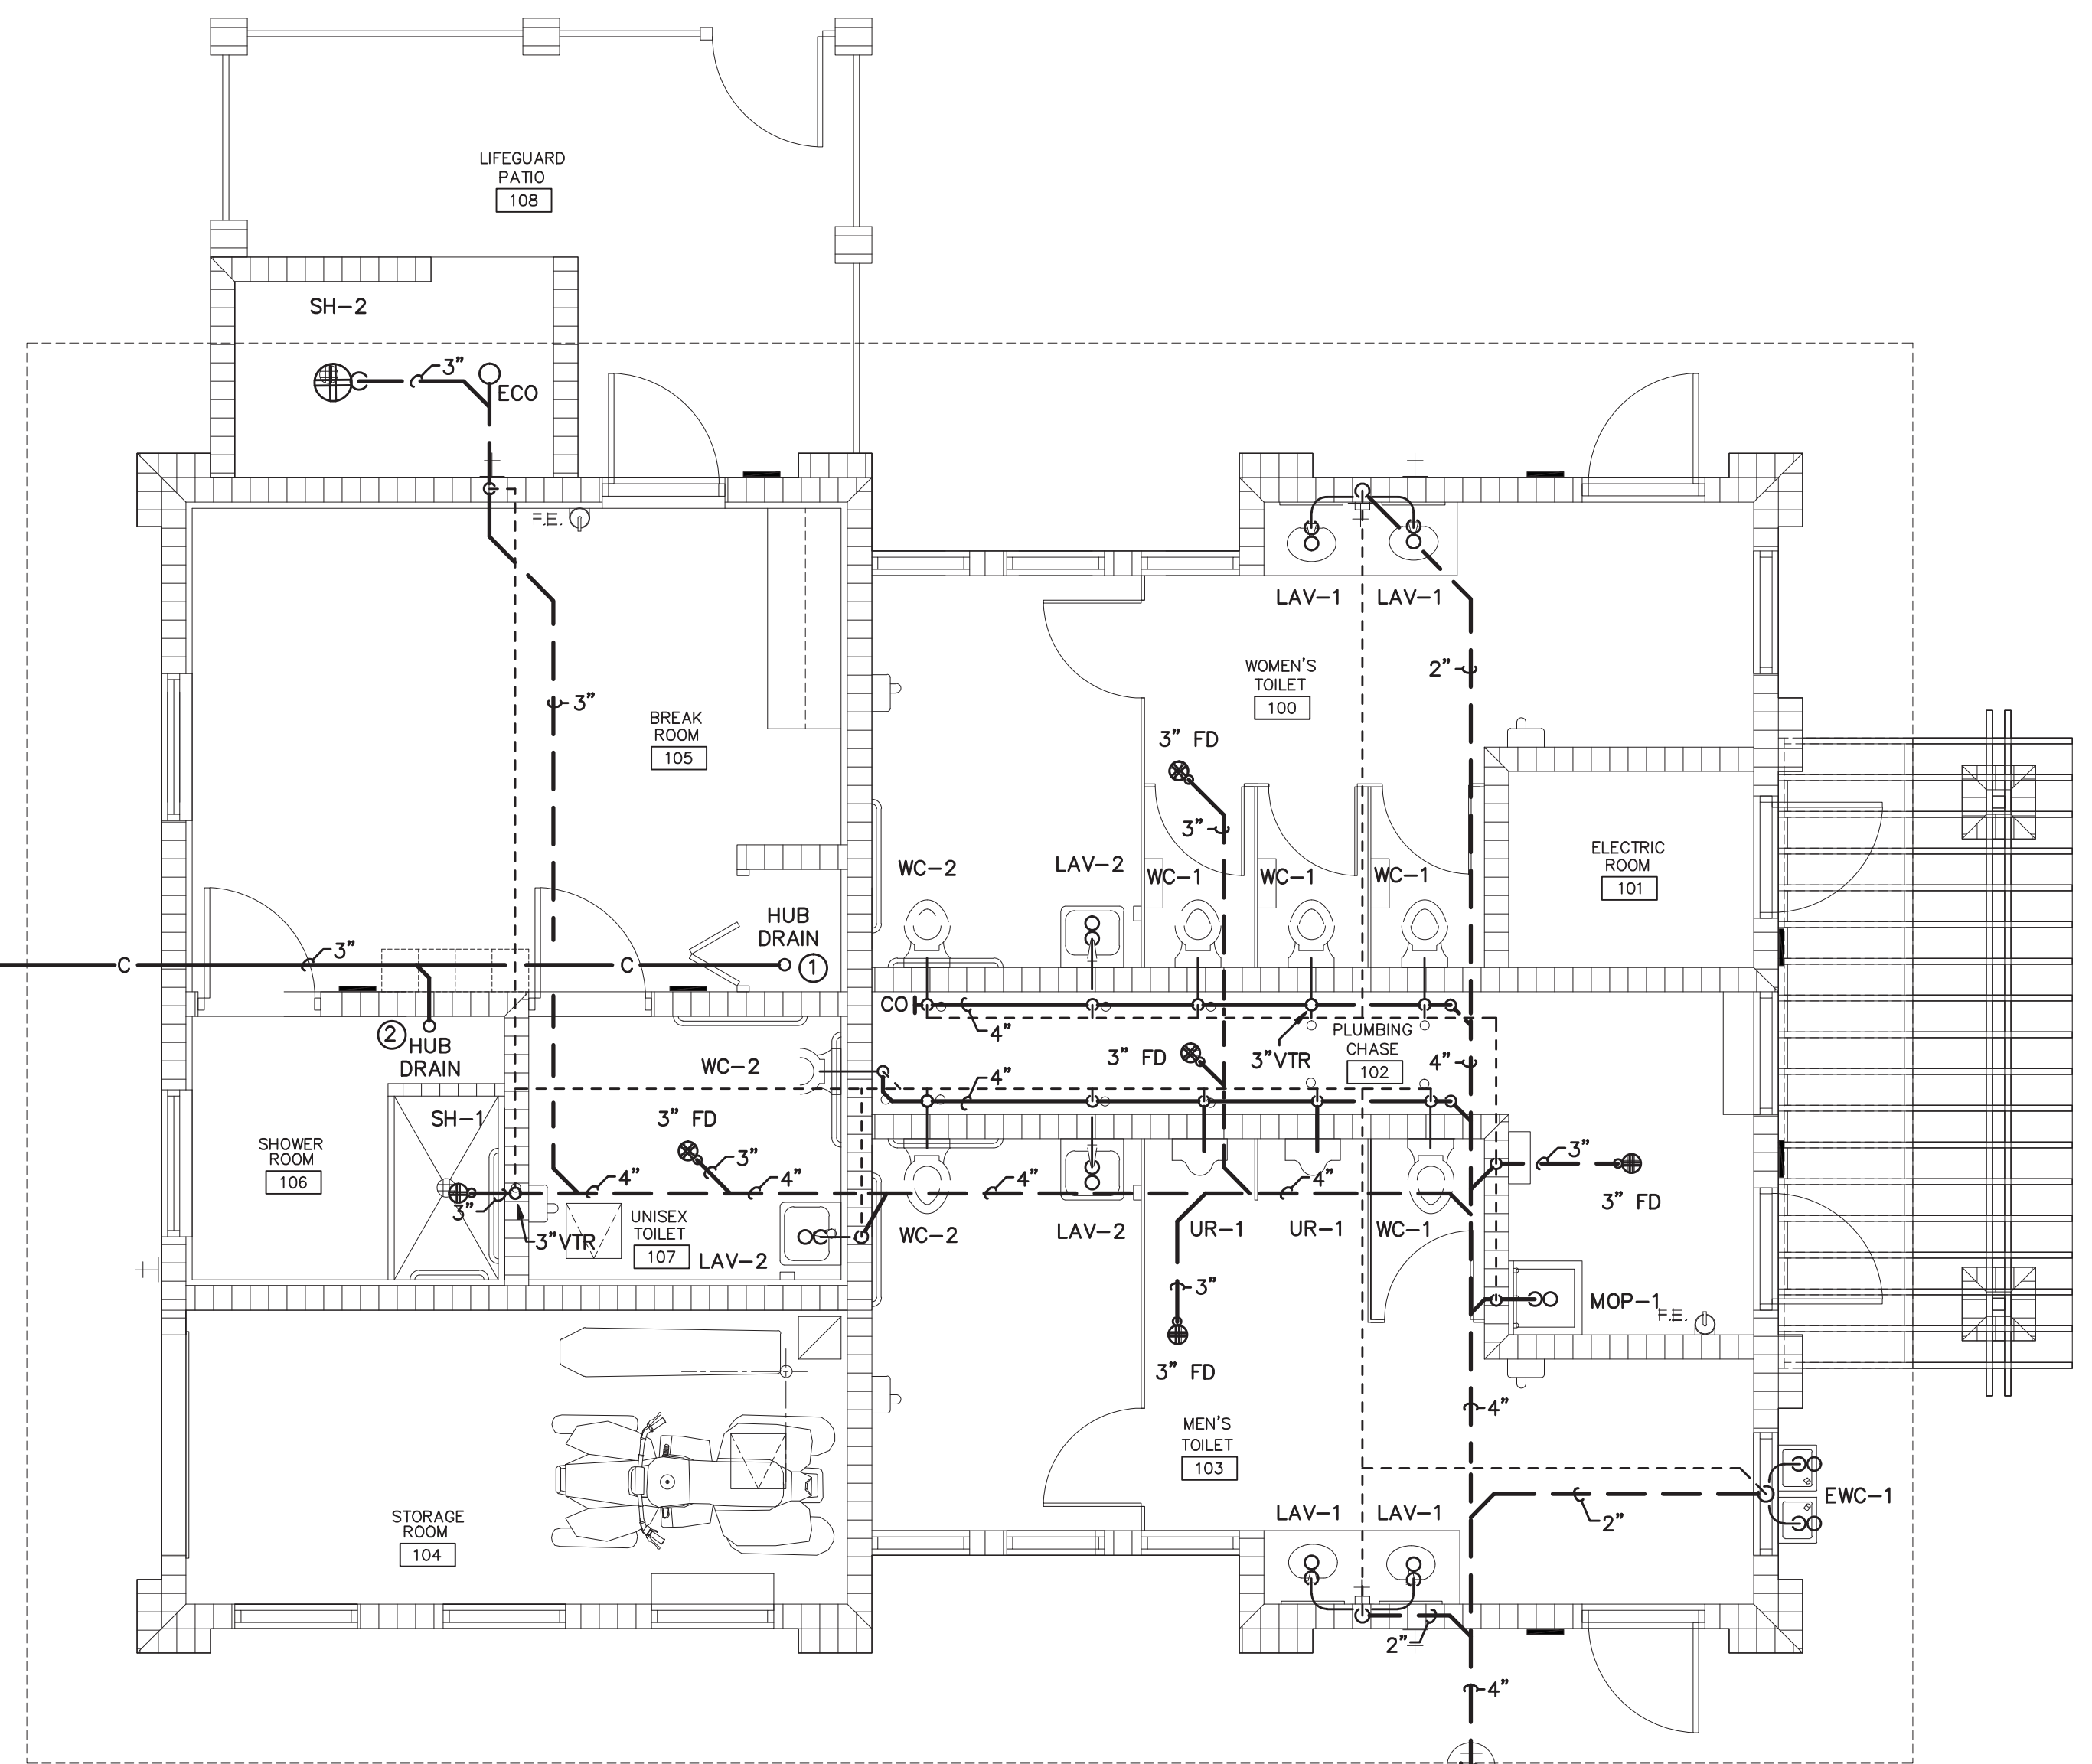 LIFEGUARD
PATIO
108
SH-2
3"
ECO
F.E.
LAV-1
LAV-1
2"
WOMEN'S
TOILET
100
BREAK
ROOM
105
3"
3" FD
3"
ELECTRIC
ROOM
101
WC-2
LAV-2
WC-1
WC-1
WC-1
HUB
DRAIN
1
C
3"
C
CO
4"
2
HUB
DRAIN
WC-2
3" FD
3"VTR
PLUMBING
CHASE
102
4"
4"
SH-1
3" FD
3"
SHOWER
ROOM
106
3"
3"VTR
4"
4"
UNISEX
TOILET
107
LAV-2
4"
4"
WC-2
LAV-2
UR-1
UR-1
WC-1
3"
3" FD
3"
3" FD
MOP-1
F.E.
4"
MEN'S
TOILET
103
STORAGE
ROOM
104
LAV-1
LAV-1
2"
EWC-1
2"
4"